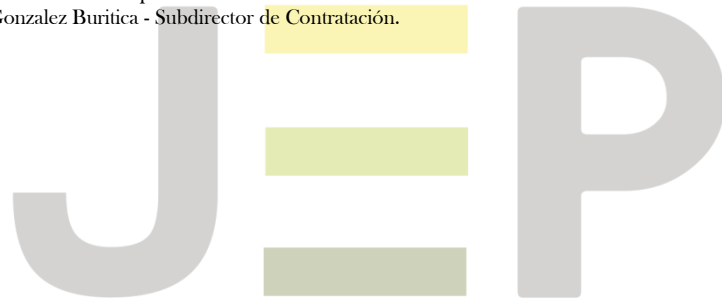 Gonzalez Buritica - Subdirector de Contratación.
JEP